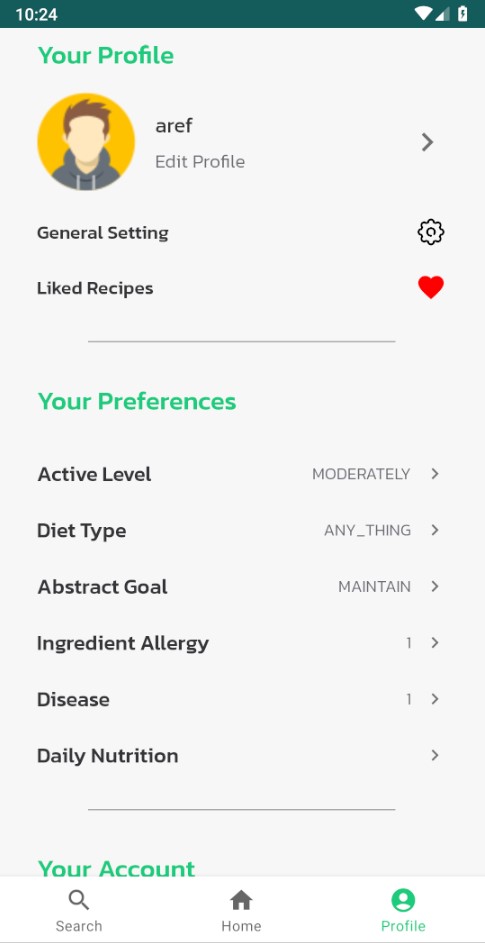 10:24
Your Profile
aref
Edit Profile
General Setting
Liked Recipes
Your Preferences
Active Level MODERATELY
Diet Type ANY_THING
Abstract Goal MAINTAIN
Ingredient Allergy 1
Disease 1
Daily Nutrition
Your Account
Search Home Profile